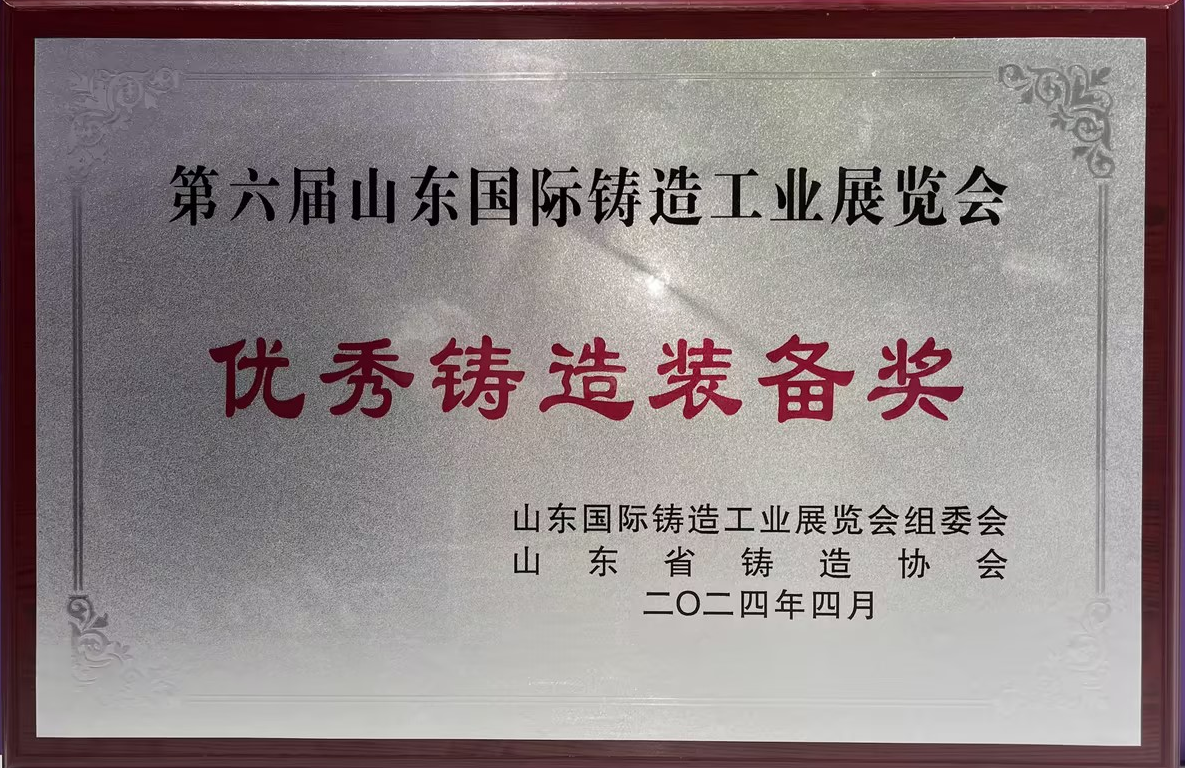 第六届山东国际铸造工业展览会
优秀铸造装备奖
山东国际铸造工业展览会组委会
山东省铸造协会
二〇二四年四月